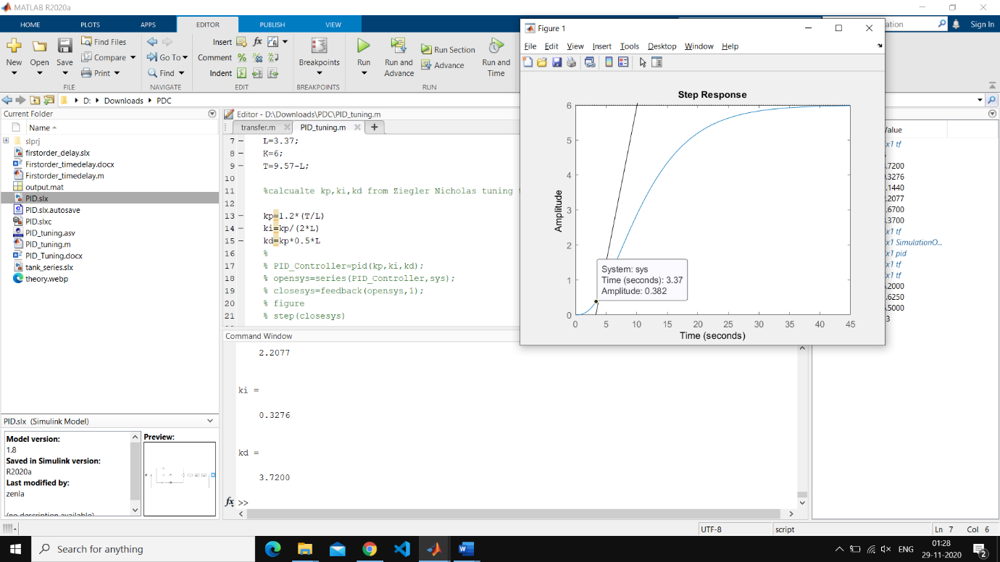 MATLAB R2020a
HOME PLOTS APPS EDITOR PUBLISH VIEW
Sign In
New Open Save Find Files Compare Print
Go To Find
Insert fx
Comment
Indent
Breakpoints
Run Run and Advance Run Section Advance Run and Time
FILE NAVIGATE EDIT BREAKPOINTS RUN
D: Downloads PDC
Current Folder
Name
slprj
firstorder_delay.slx
Firstorder_timedelay.docx
Firstorder_timedelay.m
output.mat
PID.slx
PID.slx.autosave
PID.slxc
PID_tuning.asv
PID_tuning.m
PID_Tuning.docx
tank_series.slx
theory.webp
PID.slx (Simulink Model)
Model version:
1.8
Saved in Simulink version:
R2020a
Last modified by:
zenla
(no description available)
Preview:
Editor - D:\Downloads\PDC\PID_tuning.m
transfer.m PID_tuning.m +
7 – L=3.37;
8 – K=6;
9 – T=9.57-L;
10
11 %calcualte kp,ki,kd from Ziegler Nicholas tuning
12
13 – kp=1.2*(T/L)
14 – ki=kp/(2*L)
15 – kd=kp*0.5*L
16 %
17 % PID_Controller=pid(kp,ki,kd);
18 % opensys=series(PID_Controller,sys);
19 % closesys=feedback(opensys,1);
20 % figure
21 % step(closesys)
Command Window
2.2077
ki =
0.3276
kd =
3.7200
fx >>
Figure 1
File Edit View Insert Tools Desktop Window Help
Step Response
6
5
4
3
2
1
0
Amplitude
System: sys
Time (seconds): 3.37
Amplitude: 0.382
0 5 10 15 20 25 30 35 40 45
Time (seconds)
Value
x1 tf
.7200
.3276
.1440
.2077
.6700
.3700
x1 tf
x1 SimulationO...
x1 pid
x1 tf
x1 tf
.2000
.6250
.5000
3
UTF-8 script Ln 7 Col 6
Search for anything
ENG
01:28
29-11-2020
2